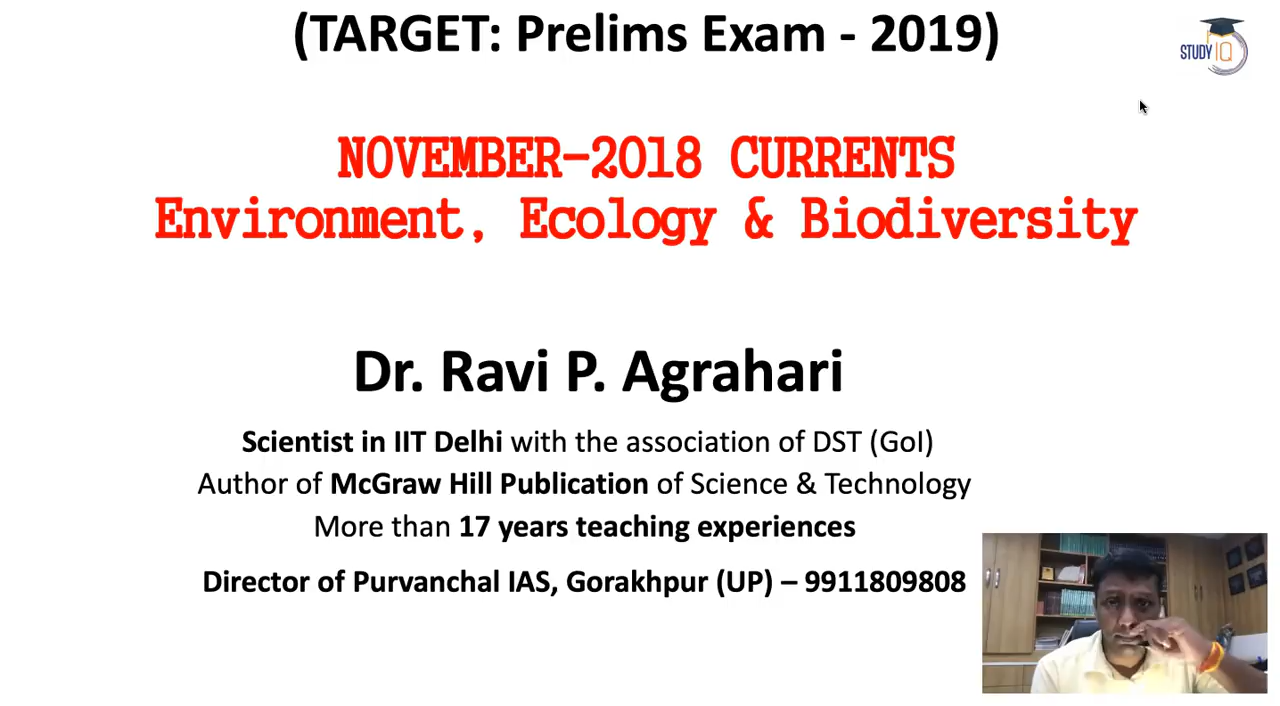 (TARGET: Prelims Exam - 2019)
STUDY IQ
NOVEMBER-2018 CURRENTS
Environment, Ecology & Biodiversity
Dr. Ravi P. Agrahari
Scientist in IIT Delhi with the association of DST (GoI)
Author of McGraw Hill Publication of Science & Technology
More than 17 years teaching experiences
Director of Purvanchal IAS, Gorakhpur (UP) – 9911809808